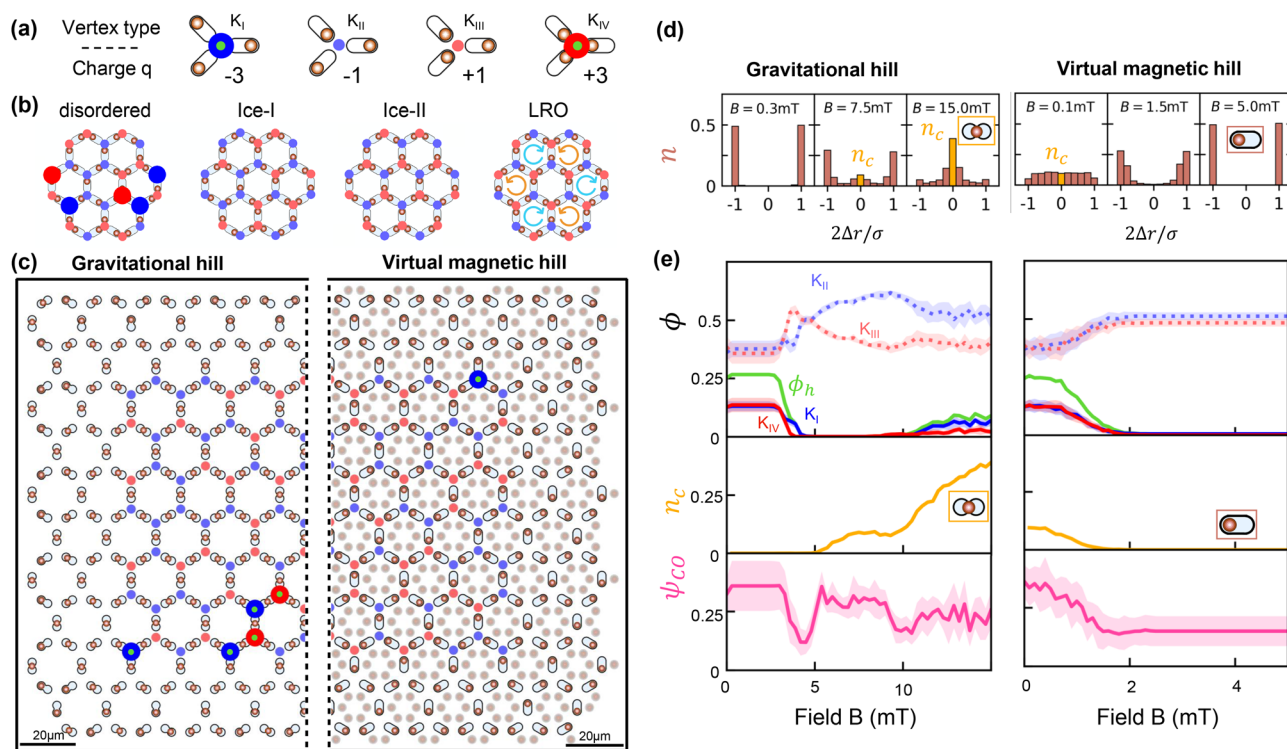 (a) Vertex type K_I K_II K_III K_IV
Charge q -3 -1 +1 +3
(b) disordered Ice-I Ice-II LRO
(c) Gravitational hill Virtual magnetic hill
20μm 20μm
(d)
Gravitational hill Virtual magnetic hill
B = 0.3mT B = 7.5mT B = 15.0mT B = 0.1mT B = 1.5mT B = 5.0mT
n 0.5 0 n_c n_c n_c
-1 0 1 -1 0 1 -1 0 1 -1 0 1 -1 0 1 -1 0 1
2Δr/σ 2Δr/σ
(e)
ϕ 0.5 0.25 0 K_II K_III ϕ_h K_I K_IV
n_c 0.25 0 0
ψ_CO 0.25 0 0
0 5 10 0 2 4
Field B (mT) Field B (mT)